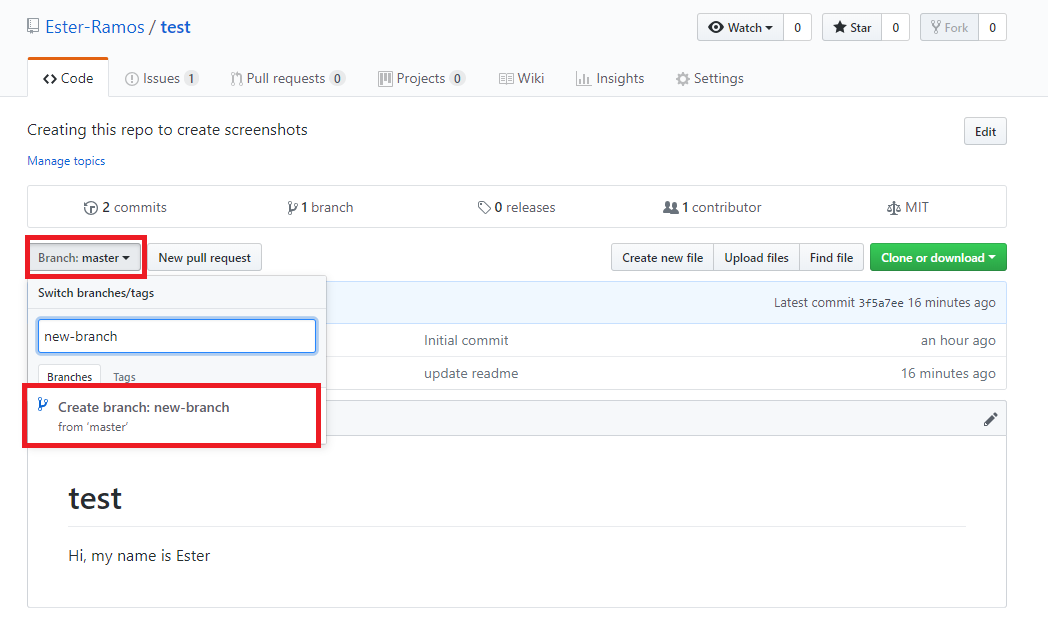 Ester-Ramos / test
Watch 0 Star 0 Fork 0
Code Issues 1 Pull requests 0 Projects 0 Wiki Insights Settings
Creating this repo to create screenshots
Edit
Manage topics
2 commits 1 branch 0 releases 1 contributor MIT
Branch: master New pull request Create new file Upload files Find file Clone or download
Switch branches/tags
Latest commit 3f5a7ee 16 minutes ago
new-branch
Initial commit an hour ago
Branches Tags
update readme 16 minutes ago
Create branch: new-branch
from ‘master’
test
Hi, my name is Ester